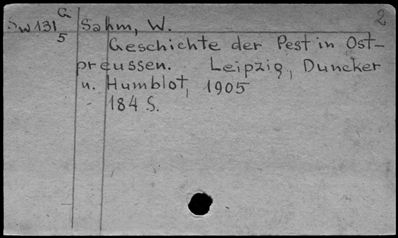 Sw 131 G/5 Sahm, W. 2
Geschichte der Pest in Ost-
preussen. Leipzig, Duncker
u. Humblot, 1905
184 S.